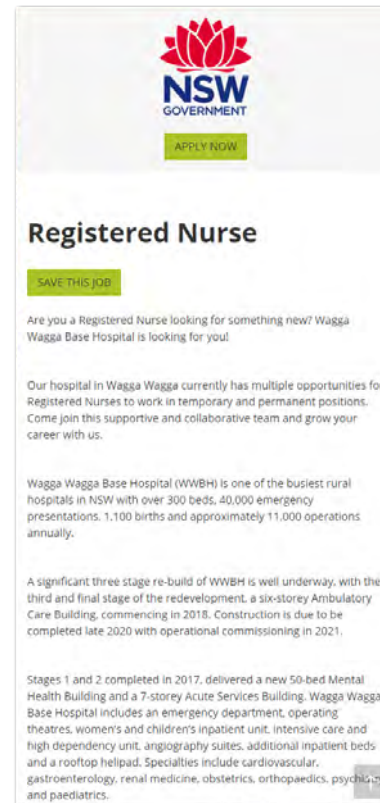 NSW
GOVERNMENT
APPLY NOW
Registered Nurse
SAVE THIS JOB
Are you a Registered Nurse looking for something new? Wagga
Wagga Base Hospital is looking for you!
Our hospital in Wagga Wagga currently has multiple opportunities fo
Registered Nurses to work in temporary and permanent positions.
Come join this supportive and collaborative team and grow your
career with us.
Wagga Wagga Base Hospital (WWBH) is one of the busiest rural
hospitals in NSW with over 300 beds, 40,000 emergency
presentations, 1,100 births and approximately 11,000 operations
annually.
A significant three stage re-build of WWBH is well underway, with the
third and final stage of the redevelopment, a six-storey Ambulatory
Care Building, commencing in 2018. Construction is due to be
completed late 2020 with operational commissioning in 2021.
Stages 1 and 2 completed in 2017, delivered a new 50-bed Mental
Health Building and a 7-storey Acute Services Building. Wagga Wagga
Base Hospital includes an emergency department, operating
theatres, women's and children's inpatient unit, intensive care and
high dependency unit, angiography suites, additional inpatient beds
and a rooftop helipad. Specialties include cardiovascular,
gastroenterology, renal medicine, obstetrics, orthopaedics,
and paediatrics.